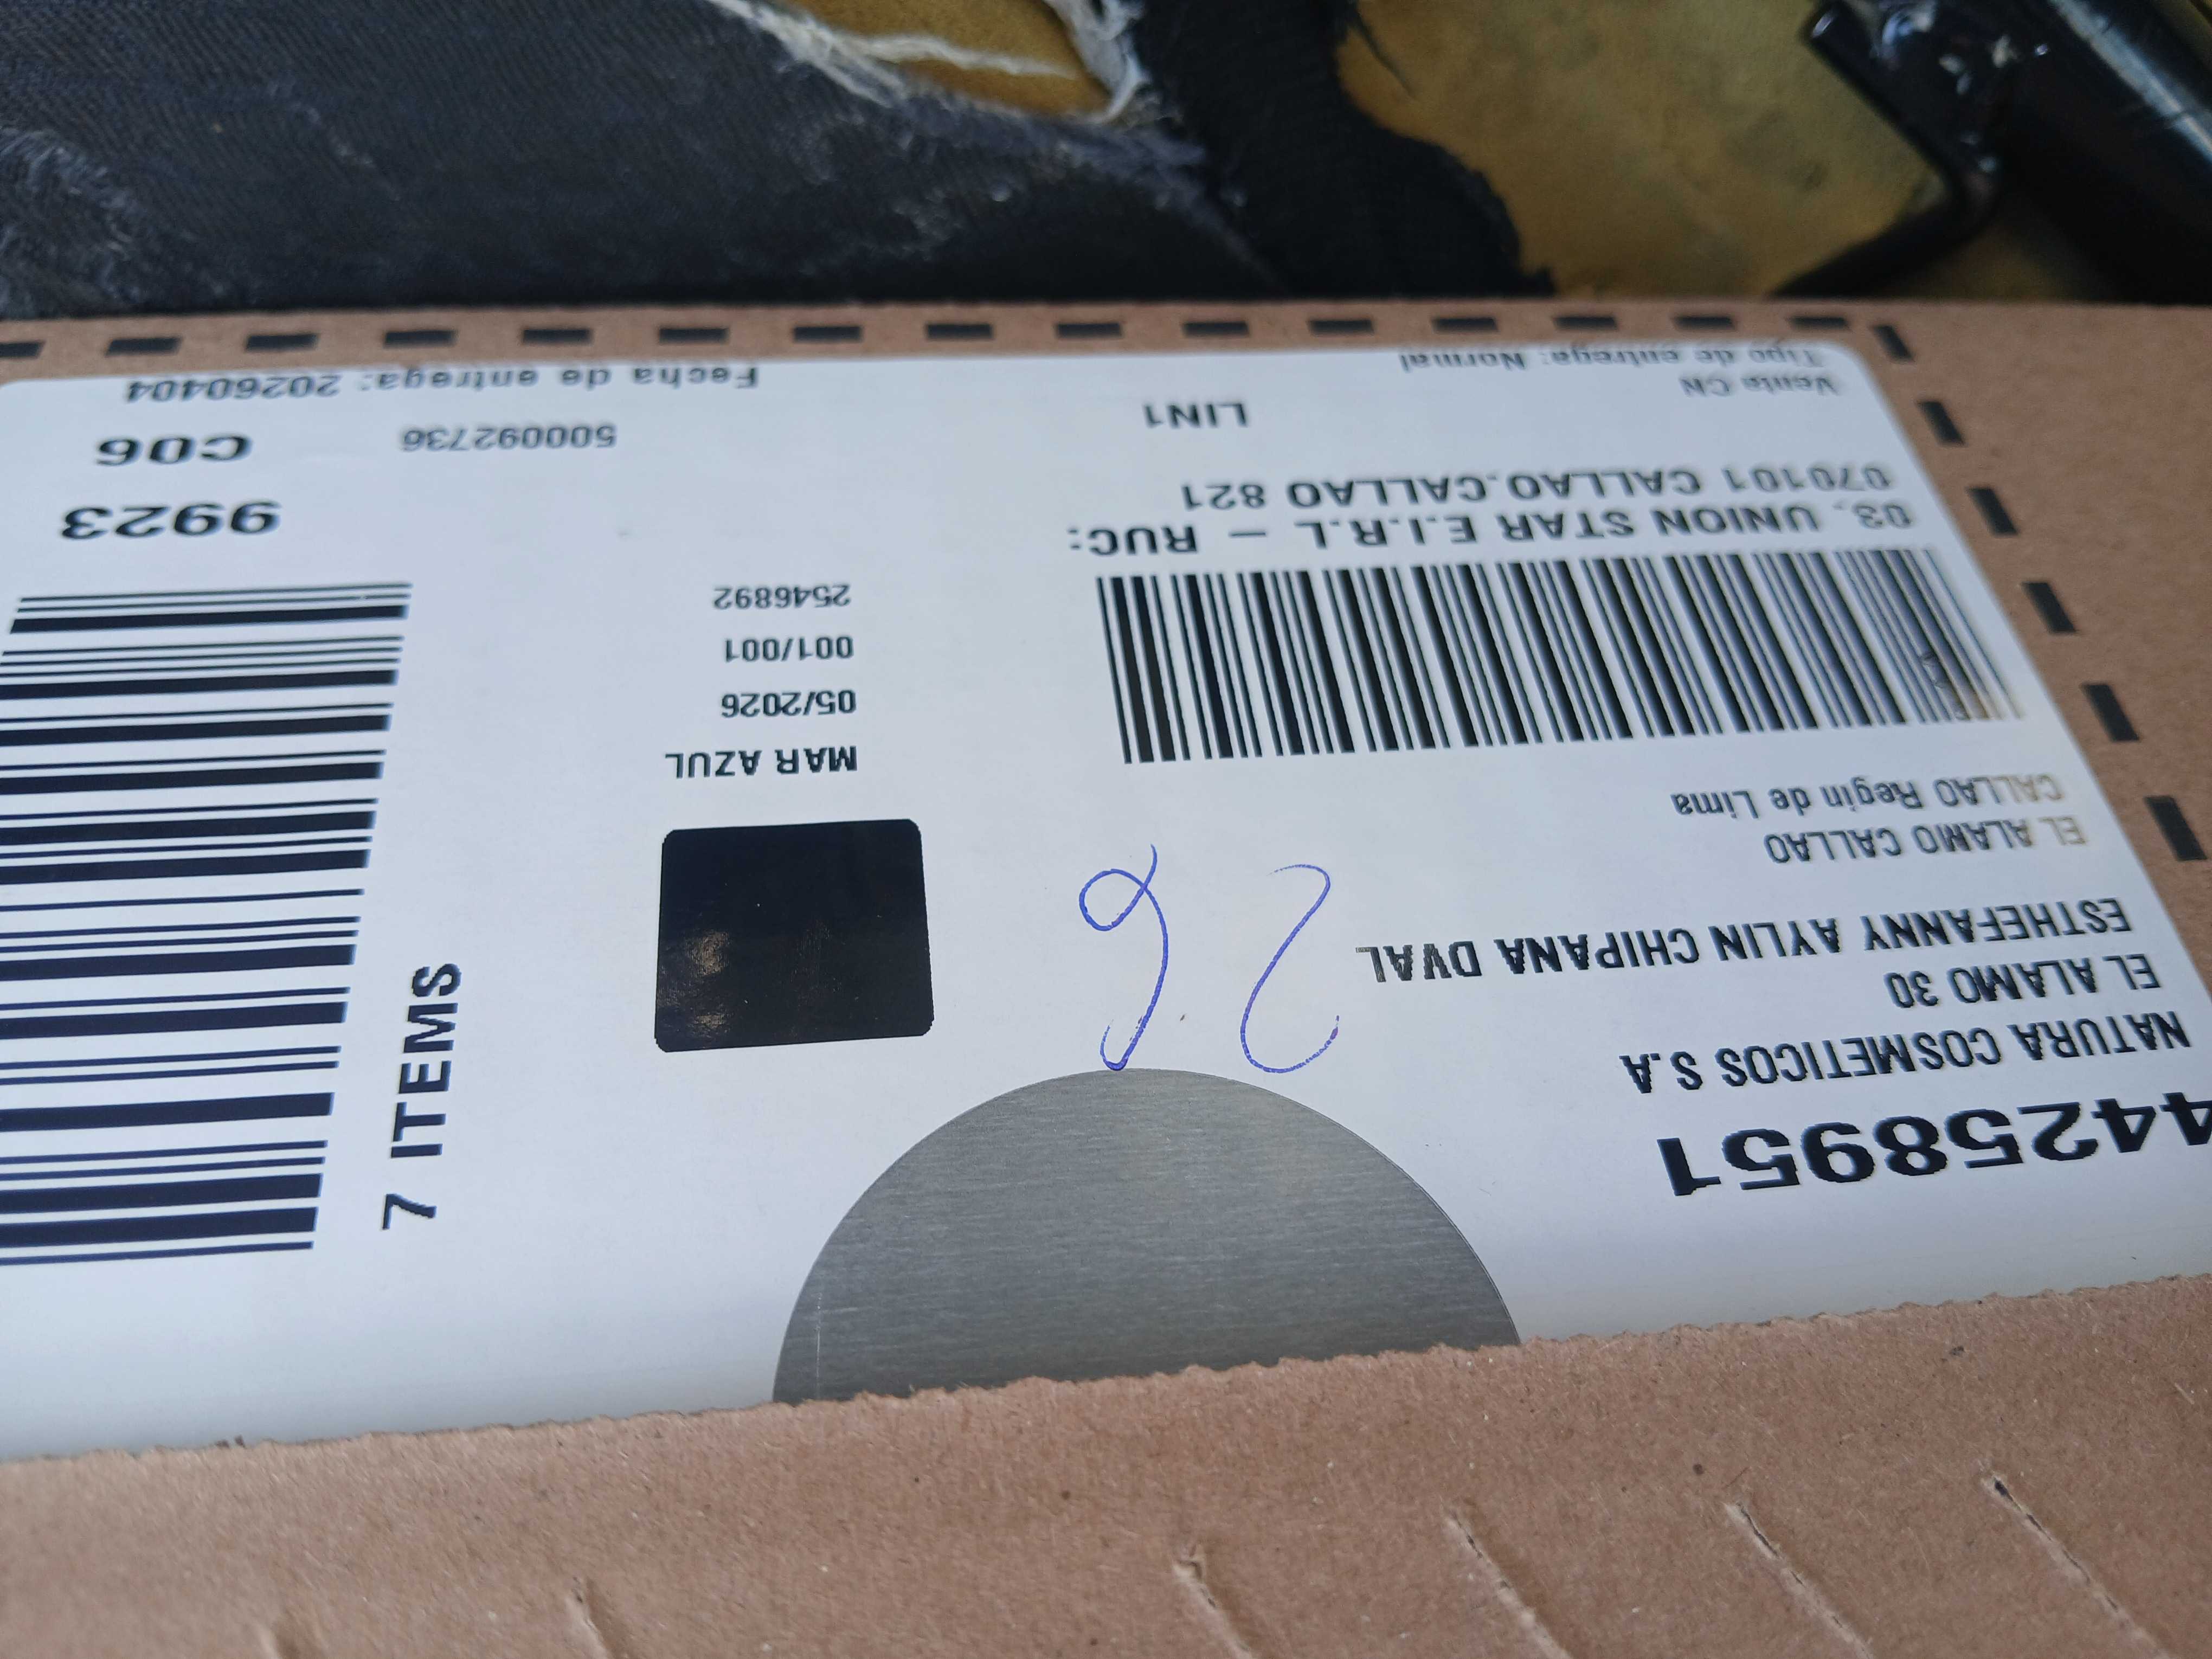 44258951
NATURA COSMETICOS S.A
EL ALAMO 30
ESTHEFANNY AYLIN CHIPANA DVAL
EL ALAMO CALLAO
CALLAO Regin de Lima
26
03. UNION STAR E.I.R.L - RUC:
070101 CALLAO.CALLAO 821
LIN1
Venta CN
Tipo de entrega: Normal
MAR AZUL
05/2026
001/001
2546892
7 ITEMS
9923
C06
500092736
Fecha de entrega: 20260404